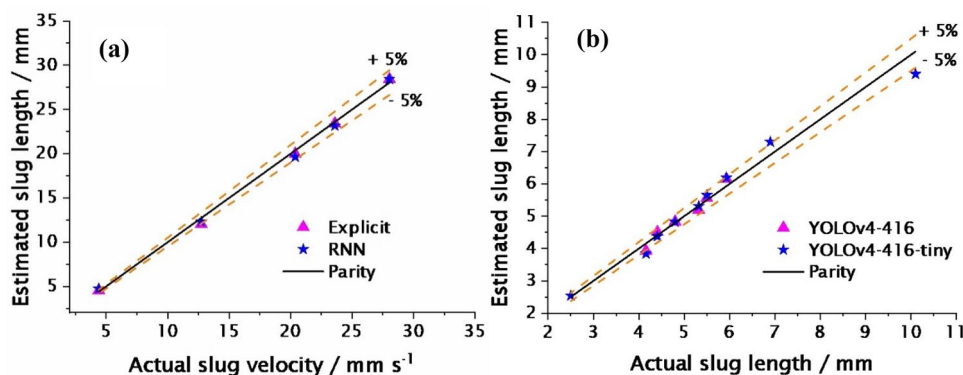 (a)
Estimated slug length / mm
35
30
25
20
15
10
5
+ 5%
- 5%
Explicit
RNN
Parity
5 10 15 20 25 30 35
Actual slug velocity / mm s⁻¹
(b)
Estimated slug length / mm
11
10
9
8
7
6
5
4
3
2
+ 5%
- 5%
YOLOv4-416
YOLOv4-416-tiny
Parity
2 3 4 5 6 7 8 9 10 11
Actual slug length / mm